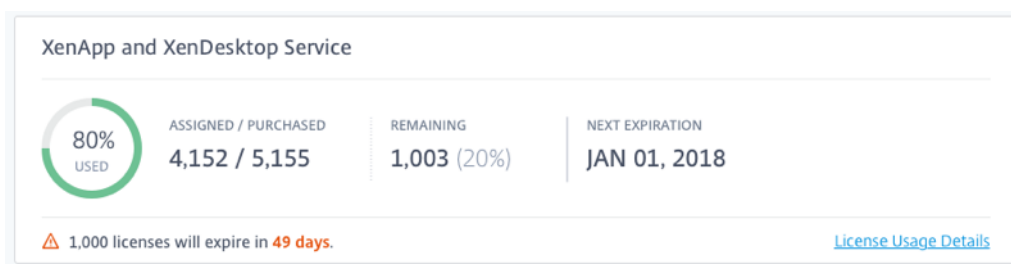 XenApp and XenDesktop Service
80%
USED
ASSIGNED / PURCHASED
4,152 / 5,155
REMAINING
1,003 (20%)
NEXT EXPIRATION
JAN 01, 2018
1,000 licenses will expire in 49 days.
License Usage Details